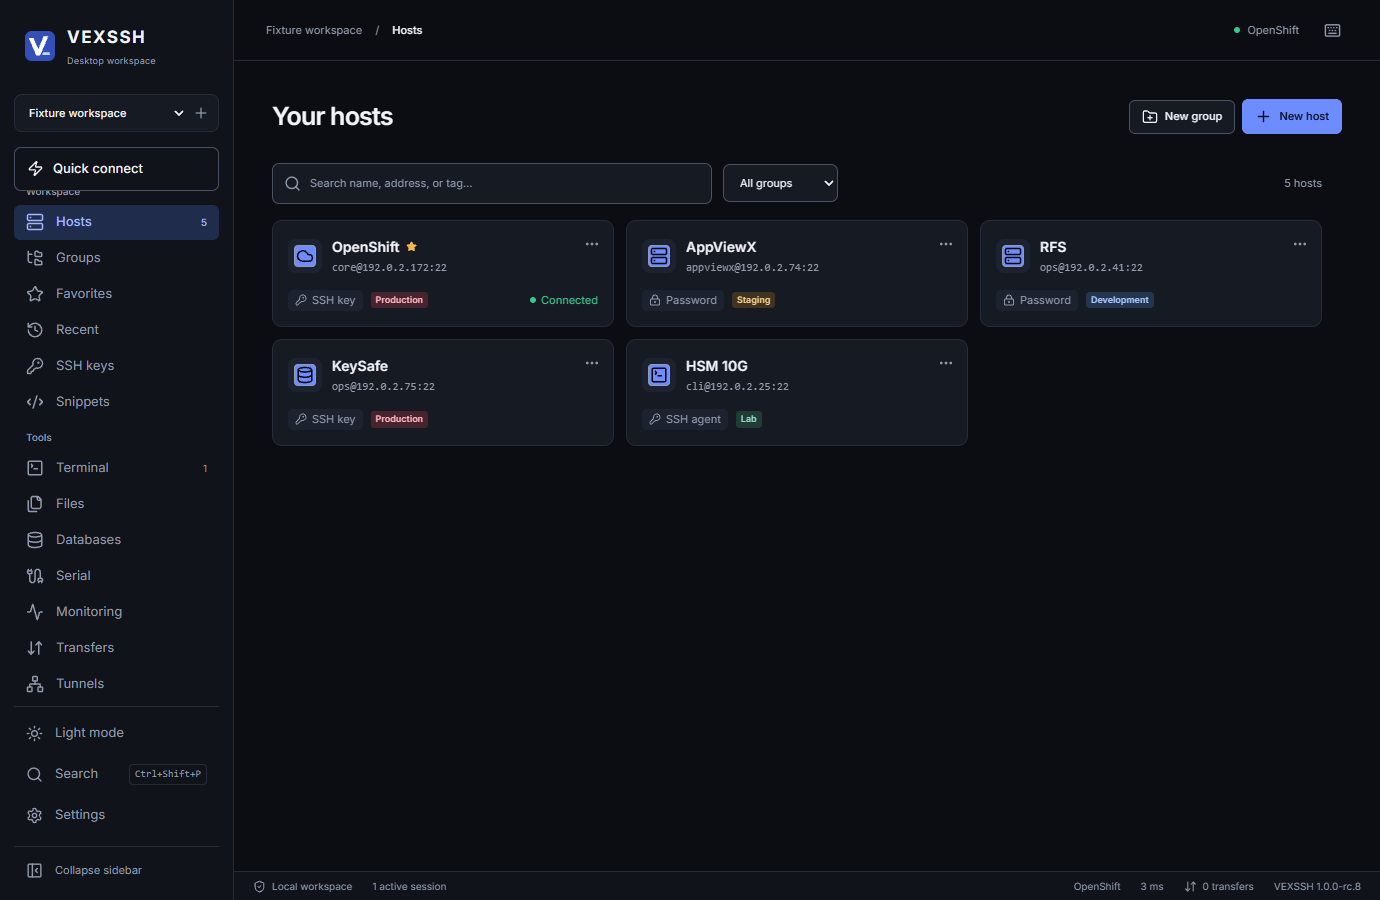 VEXSSH
Desktop workspace
Fixture workspace
Quick connect
Workspace
Hosts 5
Groups
Favorites
Recent
SSH keys
Snippets
Tools
Terminal 1
Files
Databases
Serial
Monitoring
Transfers
Tunnels
Light mode
Search Ctrl+Shift+P
Settings
Collapse sidebar
Fixture workspace / Hosts
OpenShift
Your hosts
New group
New host
Search name, address, or tag...
All groups
5 hosts
OpenShift
core@192.0.2.172:22
SSH key Production Connected
AppViewX
appviewx@192.0.2.74:22
Password Staging
RFS
ops@192.0.2.41:22
Password Development
KeySafe
ops@192.0.2.75:22
SSH key Production
HSM 10G
cli@192.0.2.25:22
SSH agent Lab
Local workspace 1 active session OpenShift 3 ms 0 transfers VEXSSH 1.0.0-rc.8